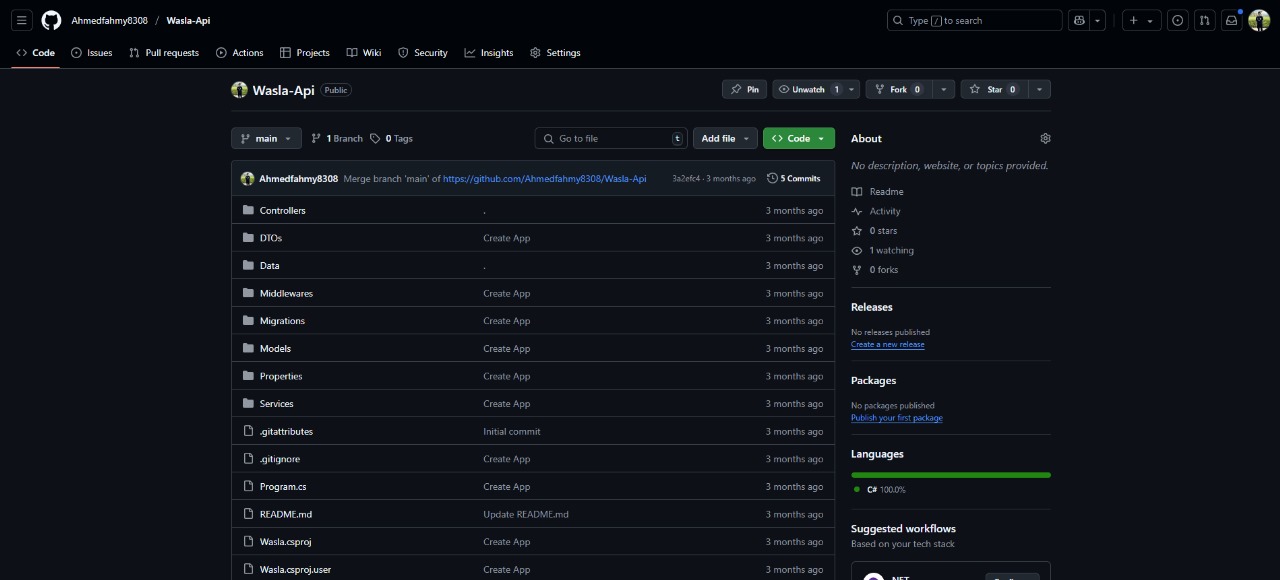 Ahmedfahmy8308 / Wasla-Api
Type / to search
Code Issues Pull requests Actions Projects Wiki Security Insights Settings
Wasla-Api Public
Pin Unwatch 1 Fork 0 Star 0
main 1 Branch 0 Tags
Go to file t Add file Code
Ahmedfahmy8308 Merge branch 'main' of https://github.com/Ahmedfahmy8308/Wasla-Api 3a2efc4 · 3 months ago 5 Commits
Controllers . 3 months ago
DTOs Create App 3 months ago
Data . 3 months ago
Middlewares Create App 3 months ago
Migrations Create App 3 months ago
Models Create App 3 months ago
Properties Create App 3 months ago
Services Create App 3 months ago
.gitattributes Initial commit 3 months ago
.gitignore Create App 3 months ago
Program.cs Create App 3 months ago
README.md Update README.md 3 months ago
Wasla.csproj Create App 3 months ago
Wasla.csproj.user Create App 3 months ago
About
No description, website, or topics provided.
Readme
Activity
0 stars
1 watching
0 forks
Releases
No releases published
Create a new release
Packages
No packages published
Publish your first package
Languages
C# 100.0%
Suggested workflows
Based on your tech stack
.NET